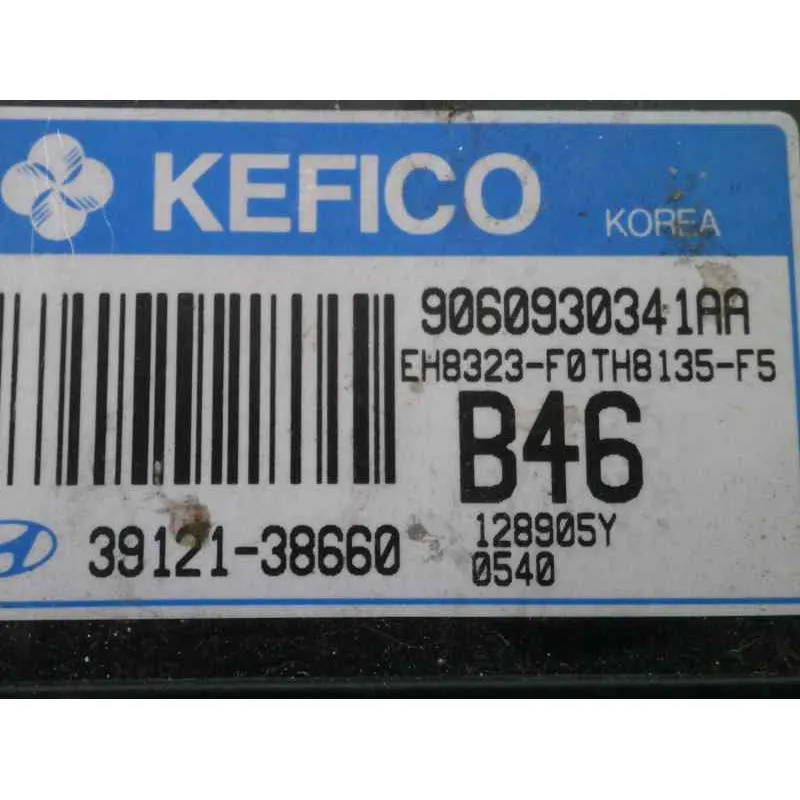 KEFICO
KOREA
9060930341AA
EH8323-F0TH8135-F5
B46
39121-38660
128905Y
0540